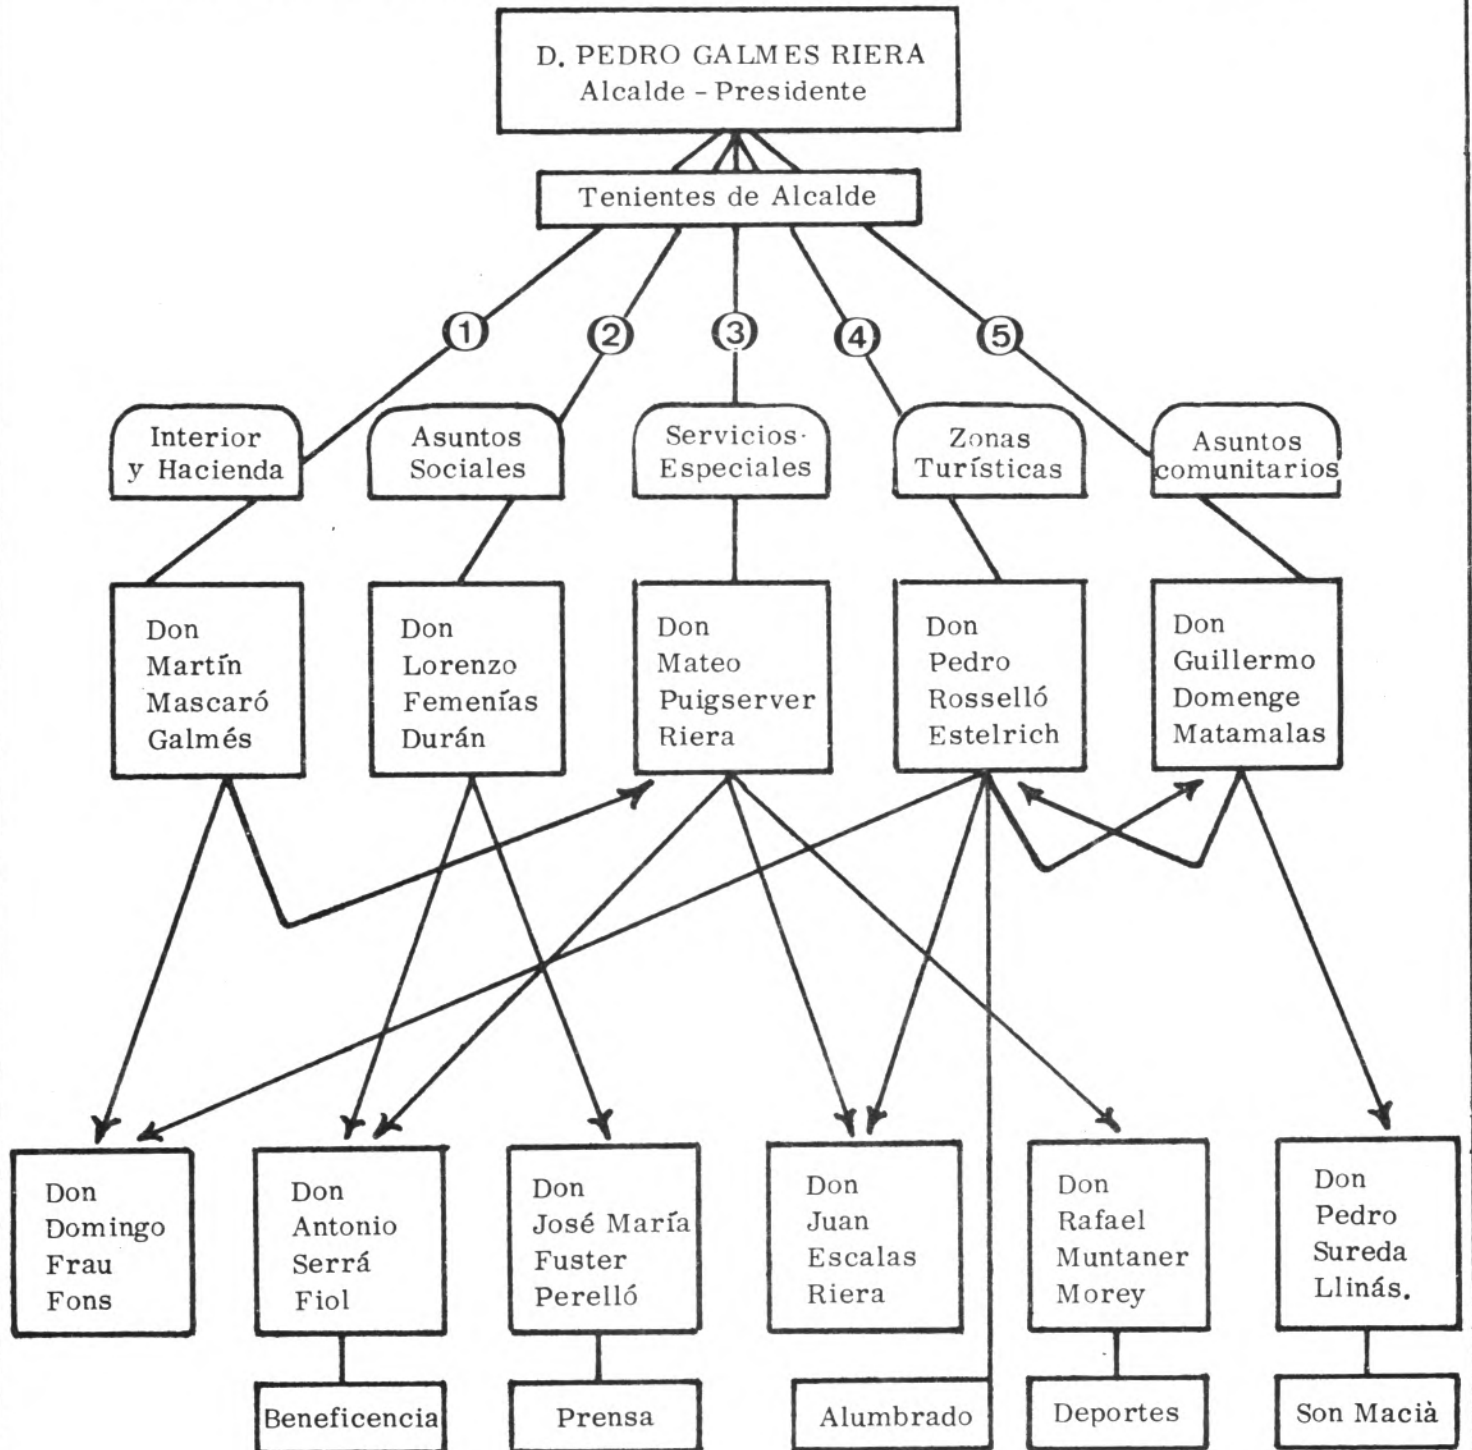 D. PEDRO GALMES RIERA
Alcalde - Presidente
Tenientes de Alcalde
1
2
3
4
5
Interior
y Hacienda
Asuntos
Sociales
Servicios
Especiales
Zonas
Turísticas
Asuntos
comunitarios
Don
Martín
Mascaró
Galmés
Don
Lorenzo
Femenías
Durán
Don
Mateo
Puigserver
Riera
Don
Pedro
Rosselló
Estelrich
Don
Guillermo
Domenge
Matamalas
Don
Domingo
Frau
Fons
Don
Antonio
Serrá
Fiol
Don
José María
Fuster
Perelló
Don
Juan
Escalas
Riera
Don
Rafael
Muntaner
Morey
Don
Pedro
Sureda
Llinás.
Beneficencia
Prensa
Alumbrado
Deportes
Son Macià